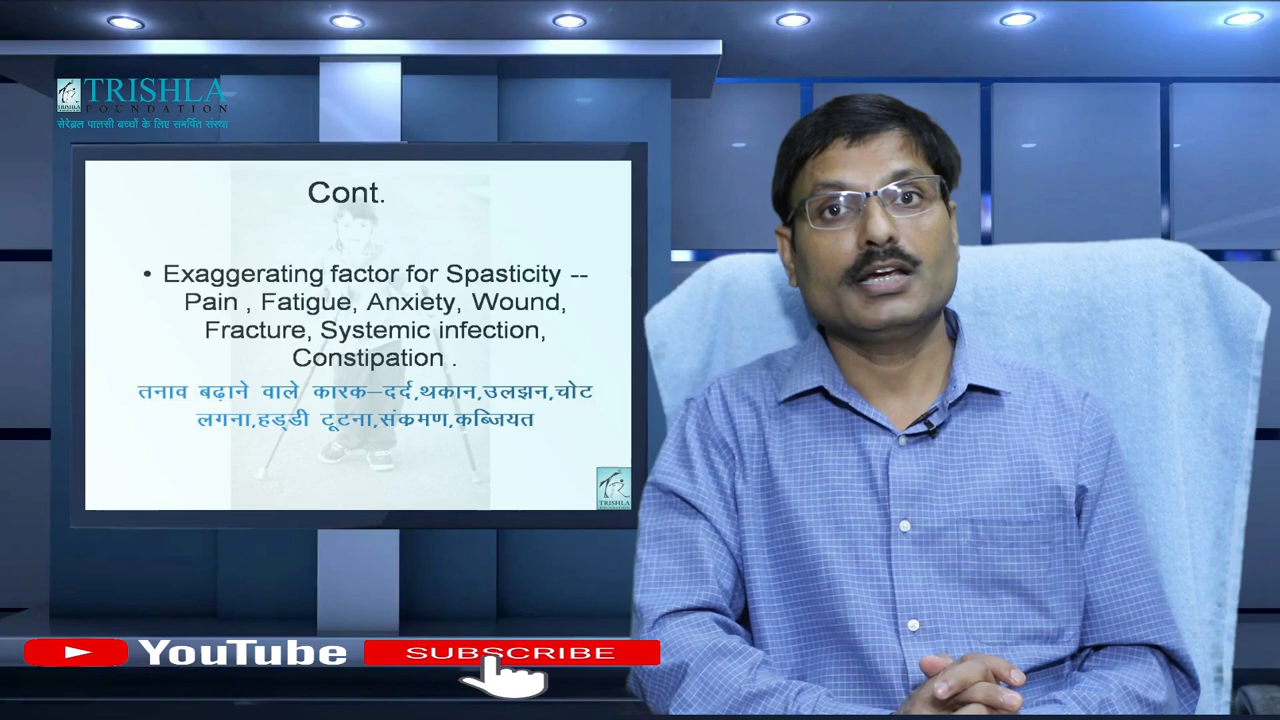 TRISHLA
FOUNDATION
सेरेब्रल पालसी बच्चों के लिए समर्पित संस्था
Cont.
• Exaggerating factor for Spasticity --
Pain , Fatigue, Anxiety, Wound,
Fracture, Systemic infection,
Constipation .
तनाव बढ़ाने वाले कारक–दर्द,थकान,उलझन,चोट
लगना,हड्डी टूटना,संक्रमण,कब्जियत
TRISHLA
YouTube
SUBSCRIBE